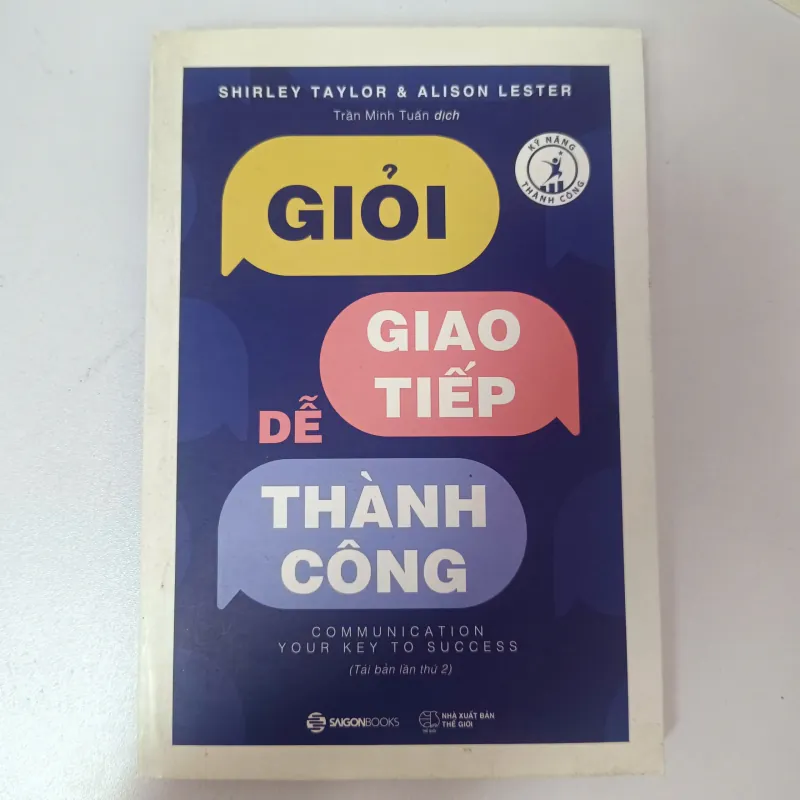 SHIRLEY TAYLOR & ALISON LESTER
Trần Minh Tuấn dịch
KỸ NĂNG
THÀNH CÔNG
GIỎI
GIAO
TIẾP
DỄ
THÀNH
CÔNG
COMMUNICATION
YOUR KEY TO SUCCESS
(Tái bản lần thứ 2)
SAIGONBOOKS
NHÀ XUẤT BẢN
THẾ GIỚI